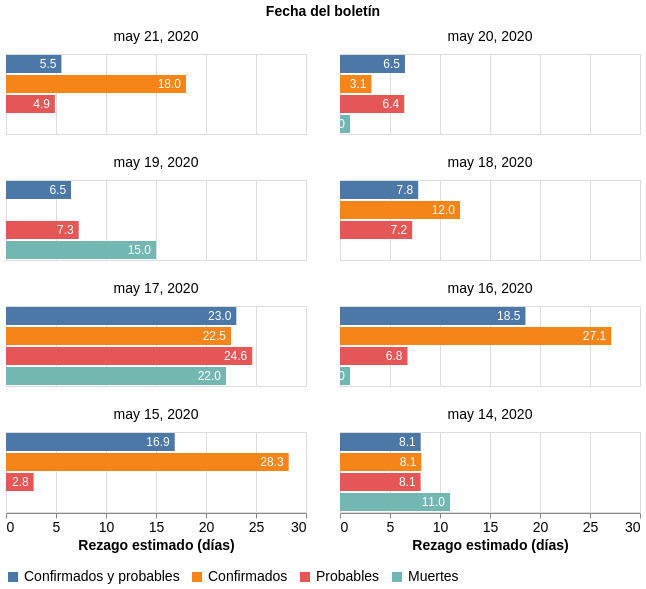 Fecha del boletín
may 21, 2020
5.5
18.0
4.9
may 20, 2020
6.5
3.1
6.4
may 19, 2020
6.5
7.3
15.0
may 18, 2020
7.8
12.0
7.2
may 17, 2020
23.0
22.5
24.6
22.0
may 16, 2020
18.5
27.1
6.8
may 15, 2020
16.9
28.3
2.8
may 14, 2020
8.1
8.1
8.1
11.0
0 5 10 15 20 25 30
0 5 10 15 20 25 30
Rezago estimado (días)
Rezago estimado (días)
Confirmados y probables
Confirmados
Probables
Muertes